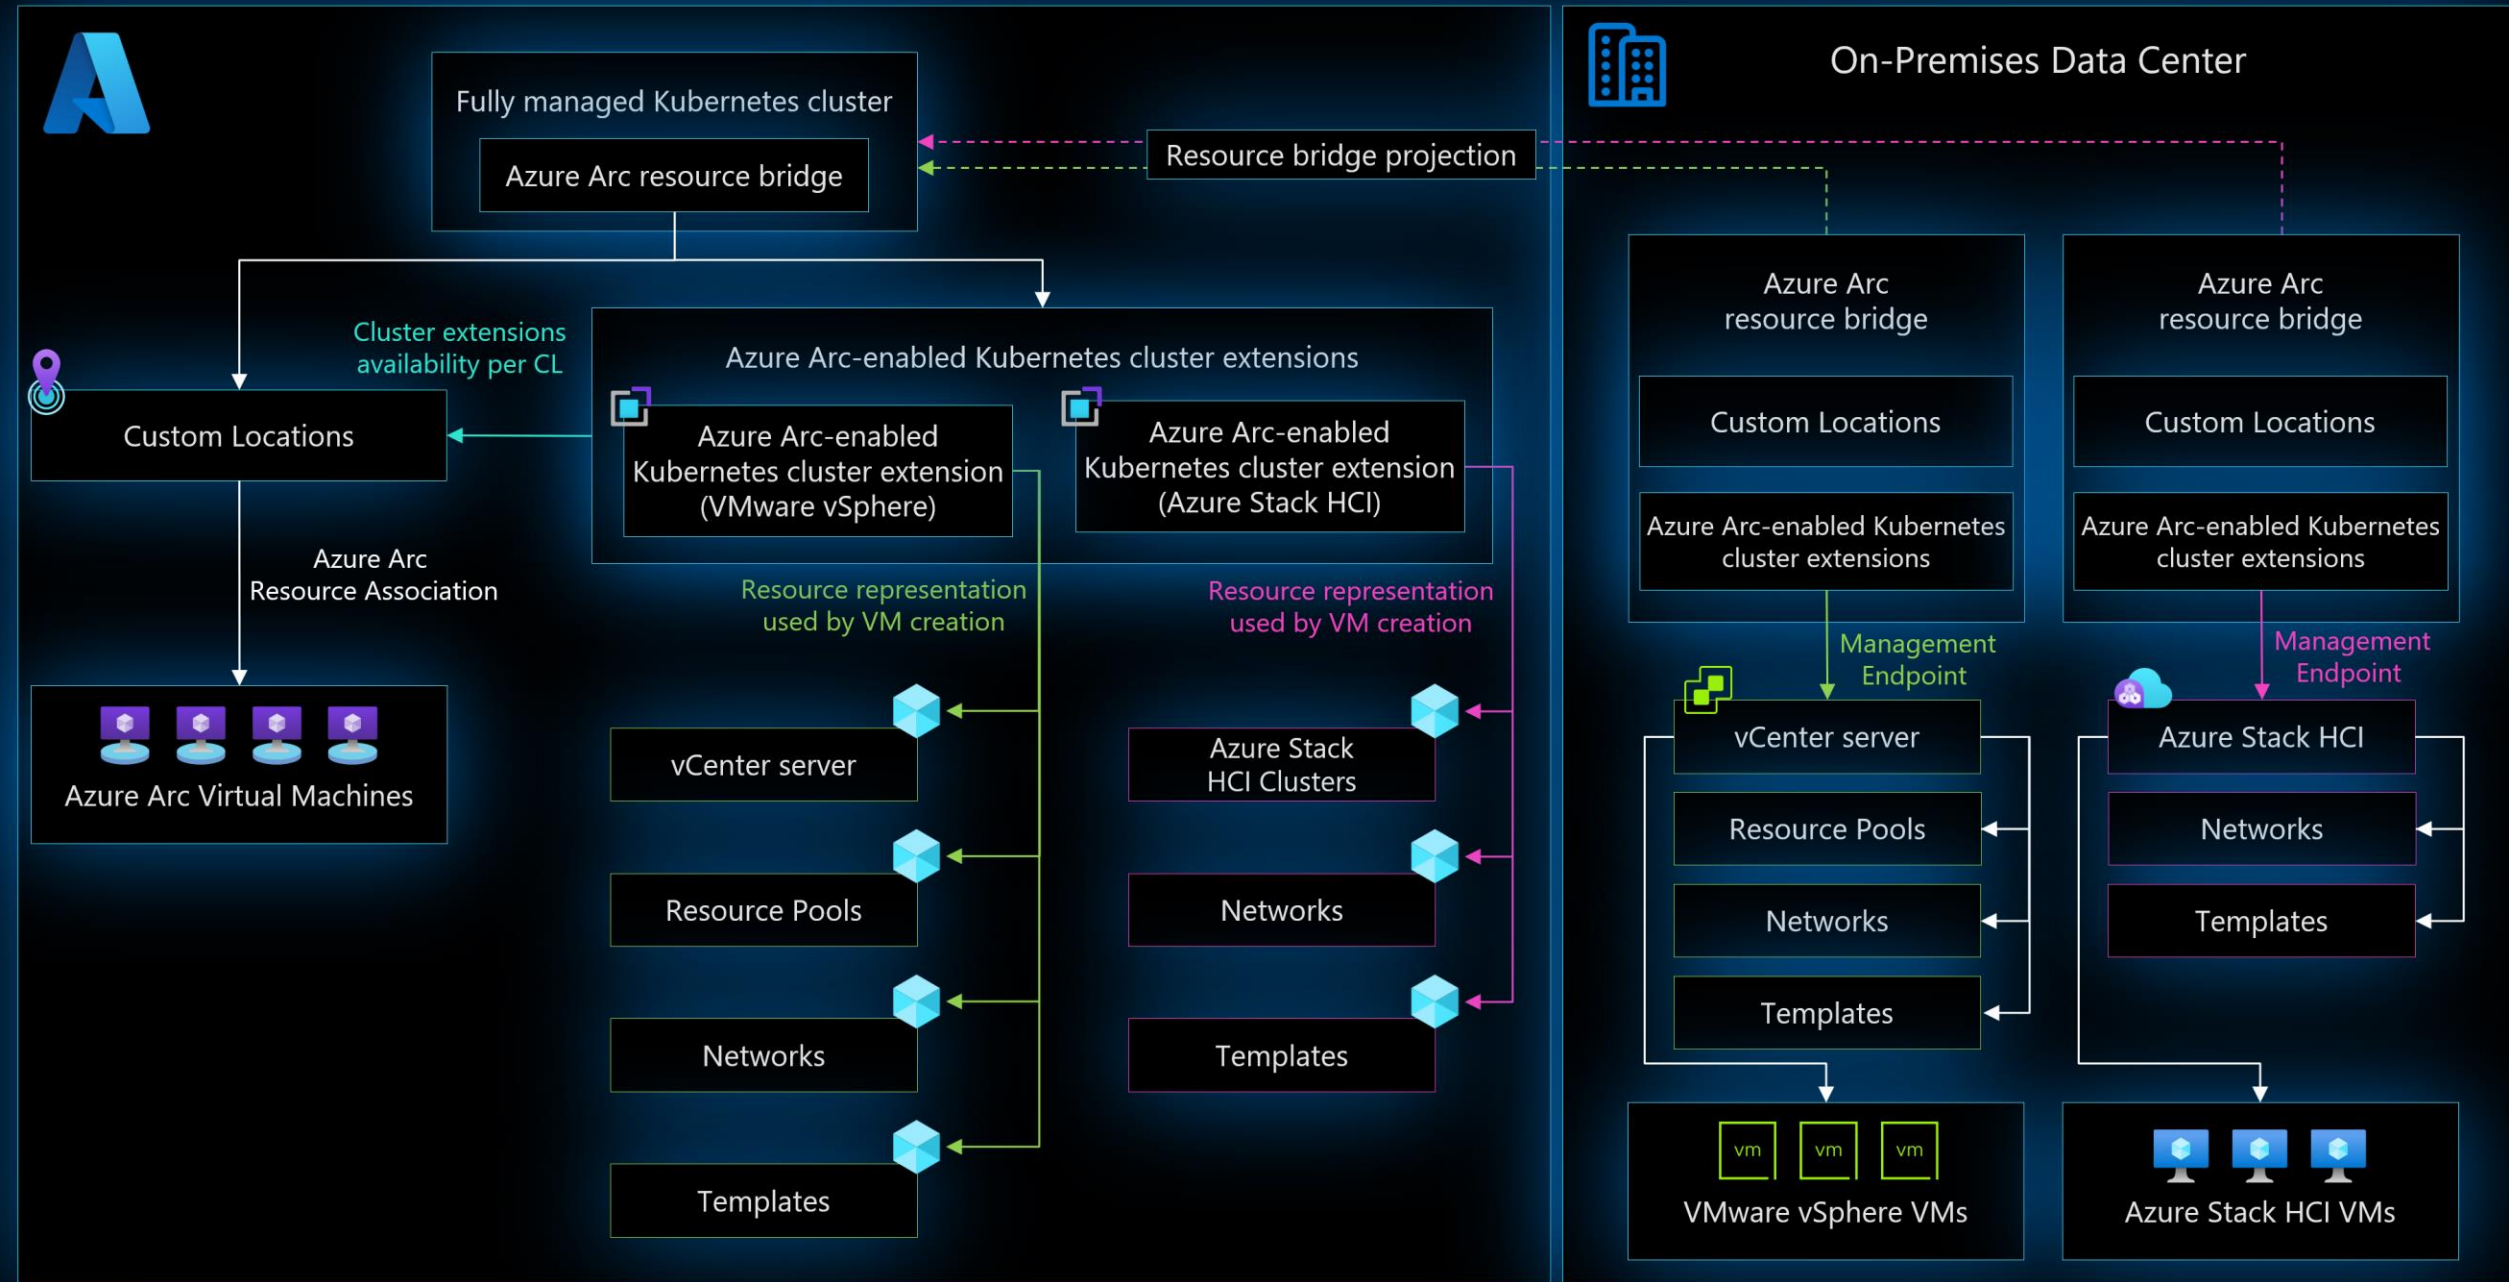 Fully managed Kubernetes cluster
Azure Arc resource bridge
Resource bridge projection
Cluster extensions
availability per CL
Custom Locations
Azure Arc-enabled Kubernetes cluster extensions
Azure Arc-enabled
Kubernetes cluster extension
(VMware vSphere)
Azure Arc-enabled
Kubernetes cluster extension
(Azure Stack HCI)
Azure Arc
Resource Association
Azure Arc Virtual Machines
Resource representation
used by VM creation
vCenter server
Resource Pools
Networks
Templates
Resource representation
used by VM creation
Azure Stack
HCI Clusters
Networks
Templates
On-Premises Data Center
Azure Arc
resource bridge
Custom Locations
Azure Arc-enabled Kubernetes
cluster extensions
Management
Endpoint
vCenter server
Resource Pools
Networks
Templates
vm
vm
vm
VMware vSphere VMs
Azure Arc
resource bridge
Custom Locations
Azure Arc-enabled Kubernetes
cluster extensions
Management
Endpoint
Azure Stack HCI
Networks
Templates
Azure Stack HCI VMs